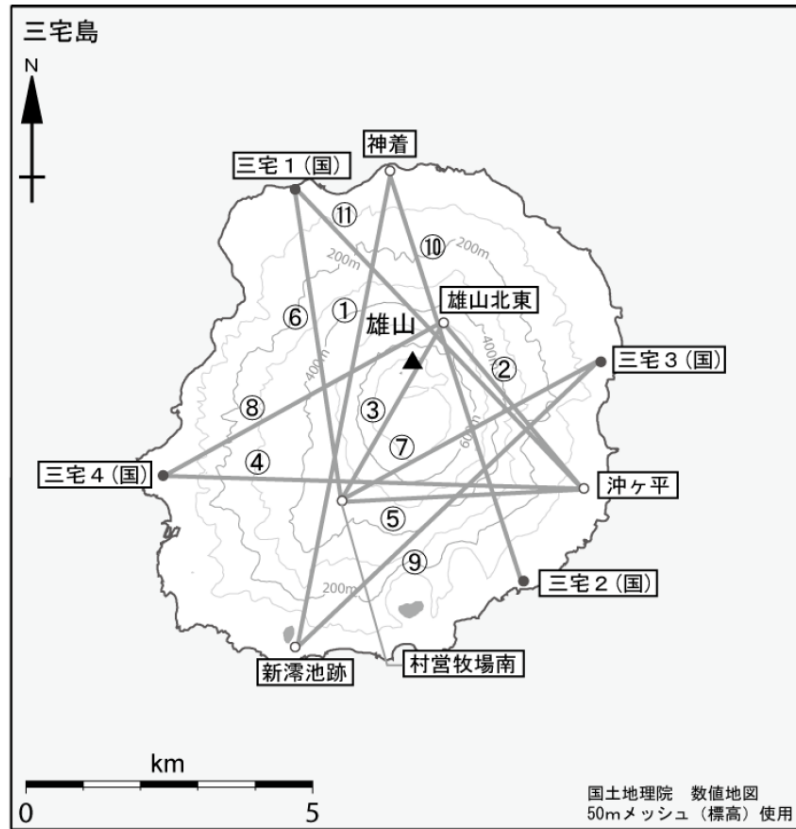 三宅島
N
神着
三宅1(国)
⑪
⑩
200m
200m
雄山北東
⑥
①
雄山
400m
400m
②
三宅3(国)
③
⑧
600m
⑦
三宅4(国)
④
沖ヶ平
⑤
⑨
三宅2(国)
200m
新澪池跡
村営牧場南
km
0
5
国土地理院 数値地図
50mメッシュ(標高)使用